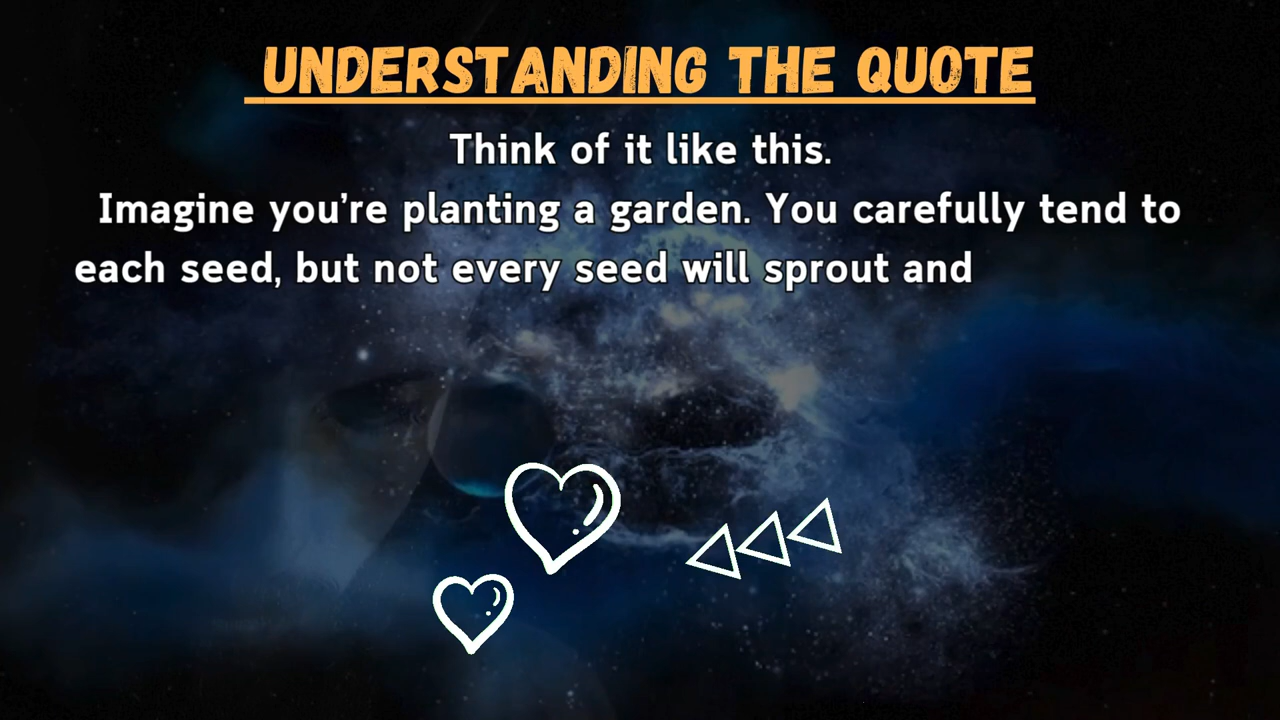 UNDERSTANDING THE QUOTE
Think of it like this.
Imagine you’re planting a garden. You carefully tend to
each seed, but not every seed will sprout and